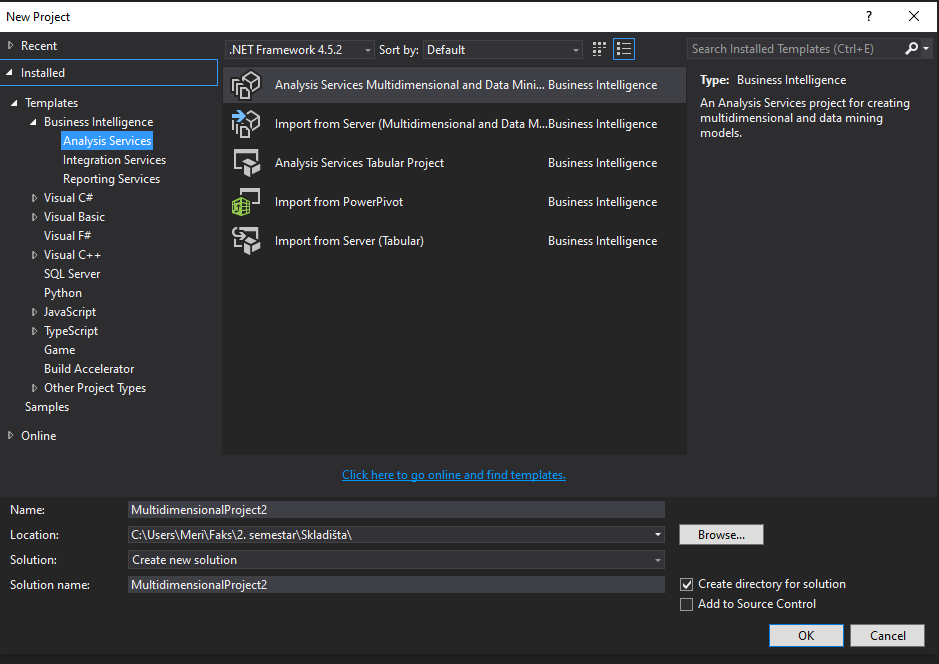 New Project
?
Recent
.NET Framework 4.5.2
Sort by:
Default
Search Installed Templates (Ctrl+E)
Installed
Templates
Business Intelligence
Analysis Services
Integration Services
Reporting Services
Visual C#
Visual Basic
Visual F#
Visual C++
SQL Server
Python
JavaScript
TypeScript
Game
Build Accelerator
Other Project Types
Samples
Online
Analysis Services Multidimensional and Data Mini... Business Intelligence
Import from Server (Multidimensional and Data M... Business Intelligence
Analysis Services Tabular Project Business Intelligence
Import from PowerPivot Business Intelligence
Import from Server (Tabular) Business Intelligence
Type: Business Intelligence
An Analysis Services project for creating
multidimensional and data mining
models.
Click here to go online and find templates.
Name: MultidimensionalProject2
Location: C:\Users\Meri\Faks\2. semestar\Skladišta\
Browse...
Solution: Create new solution
Solution name: MultidimensionalProject2
Create directory for solution
Add to Source Control
OK
Cancel